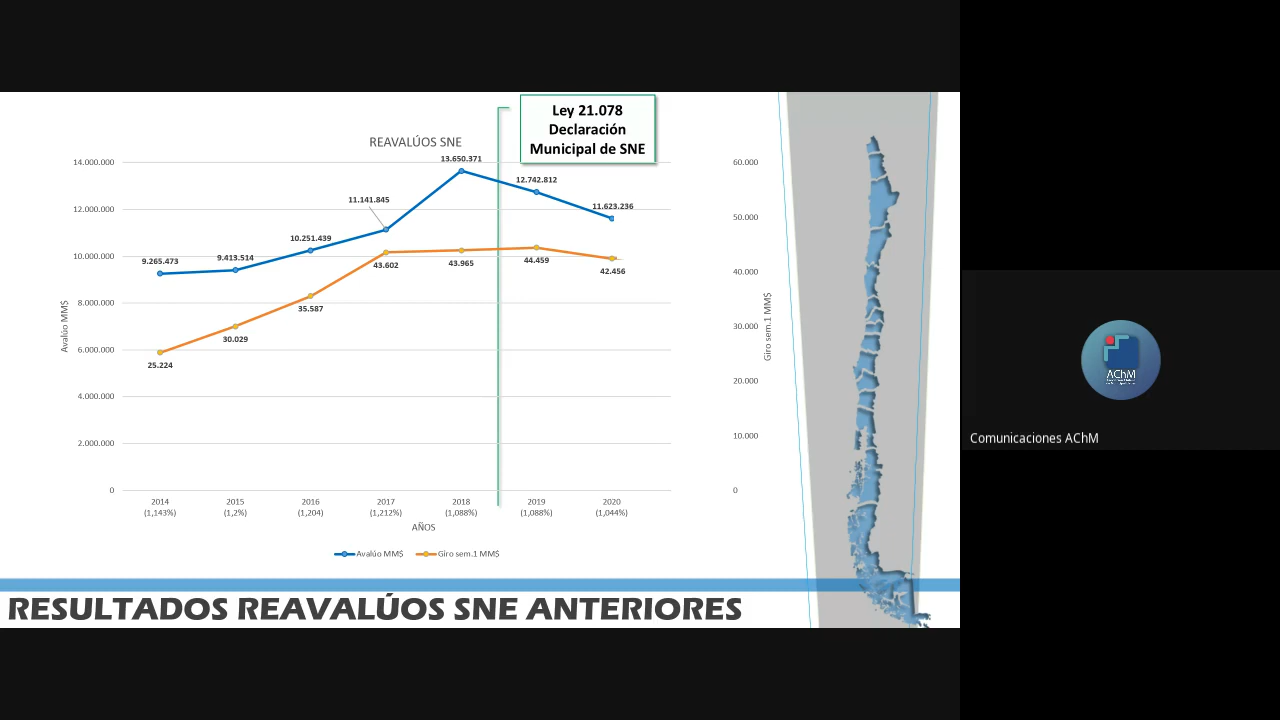 Ley 21.078
Declaración
Municipal de SNE
REAVALÚOS SNE
14.000.000
12.000.000
10.000.000
8.000.000
6.000.000
4.000.000
2.000.000
0
Avalúo MM$
9.265.473
9.413.514
10.251.439
11.141.845
13.650.371
12.742.812
11.623.236
25.224
30.029
35.587
43.602
43.965
44.459
42.456
60.000
50.000
40.000
30.000
20.000
10.000
0
Giro sem.1 MM$
2014 2015 2016 2017 2018 2019 2020
(1,143%) (1,2%) (1,204) (1,212%) (1,088%) (1,088%) (1,044%)
AÑOS
Avalúo MM$ Giro sem.1 MM$
RESULTADOS REAVALÚOS SNE ANTERIORES
AChM
Comunicaciones AChM